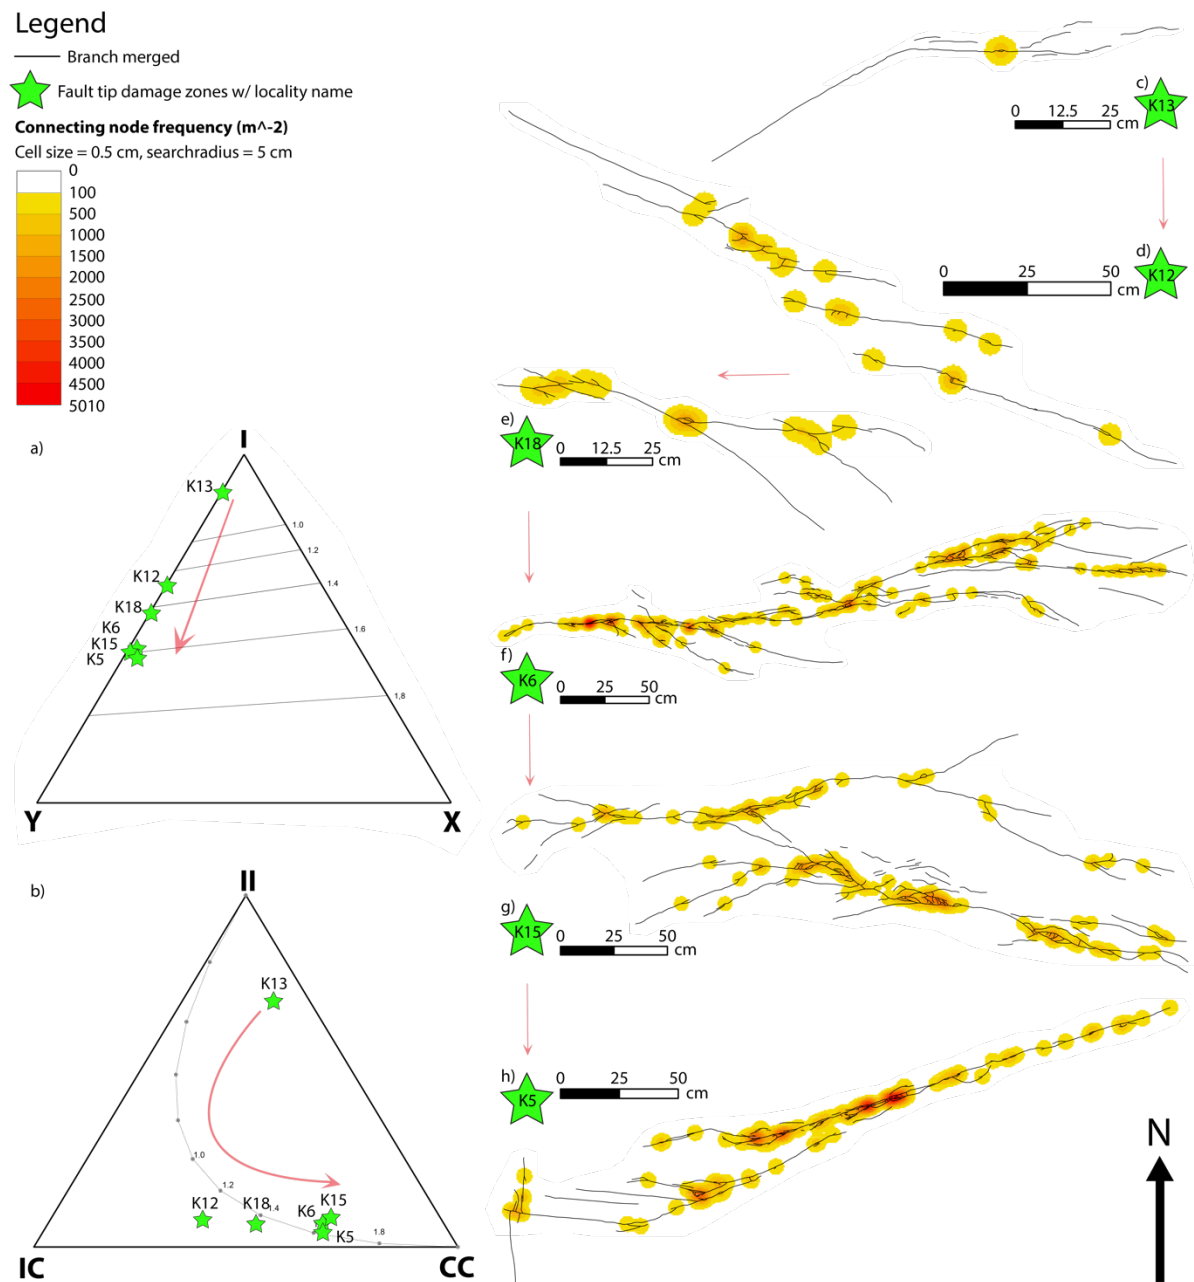 Legend
Branch merged
Fault tip damage zones w/ locality name
Connecting node frequency (m^-2)
Cell size = 0.5 cm, searchradius = 5 cm
0
100
500
1000
1500
2000
2500
3000
4000
4500
5010
a)
I
K13
1.0
1.2
K12
1.4
K18
K6
1.6
K15
K5
1,8
Y
X
b)
II
K13
1.0
1.2
K12
K18
1.4
K6
K15
K5
1.8
IC
CC
c)
K13
0 12.5 25
cm
d)
K12
0 25 50
cm
e)
K18
0 12.5 25
cm
f)
K6
0 25 50
cm
g)
K15
0 25 50
cm
h)
K5
0 25 50
cm
N